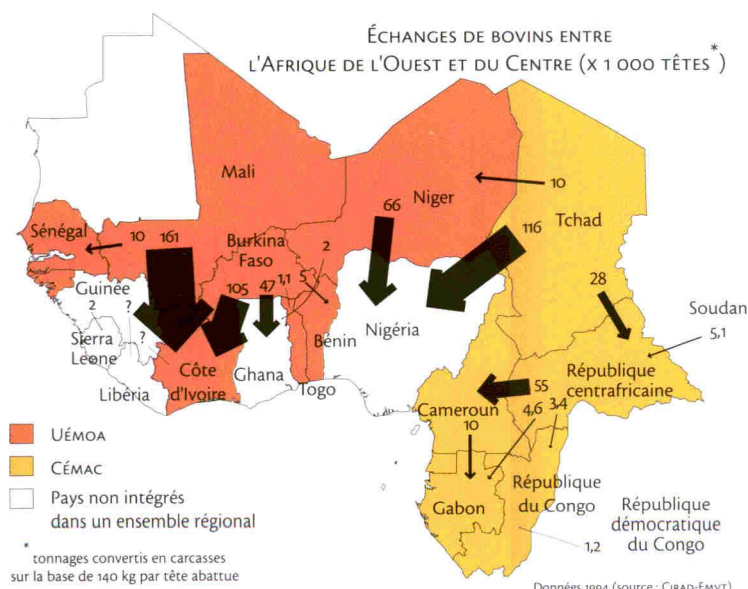 ÉCHANGES DE BOVINS ENTRE
L'AFRIQUE DE L'OUEST ET DU CENTRE (X 1 000 TÊTES*)
Mali
Niger
10
66
Tchad
Sénégal
10
161
Burkina
Faso
2
116
Guinée
2
?
105
47
1,1
5
28
Soudan
5,1
Sierra
Leone
?
Bénin
Nigéria
Libéria
Côte
d'Ivoire
Ghana
Togo
55
République
centrafricaine
Cameroun
10
4,6
3,4
UÉMOA
CÉMAC
Pays non intégrés
dans un ensemble régional
Gabon
République
du Congo
République
démocratique
du Congo
1,2
* tonnages convertis en carcasses
sur la base de 140 kg par tête abattue
Données 1994 (source : CIRAD-EMVT)